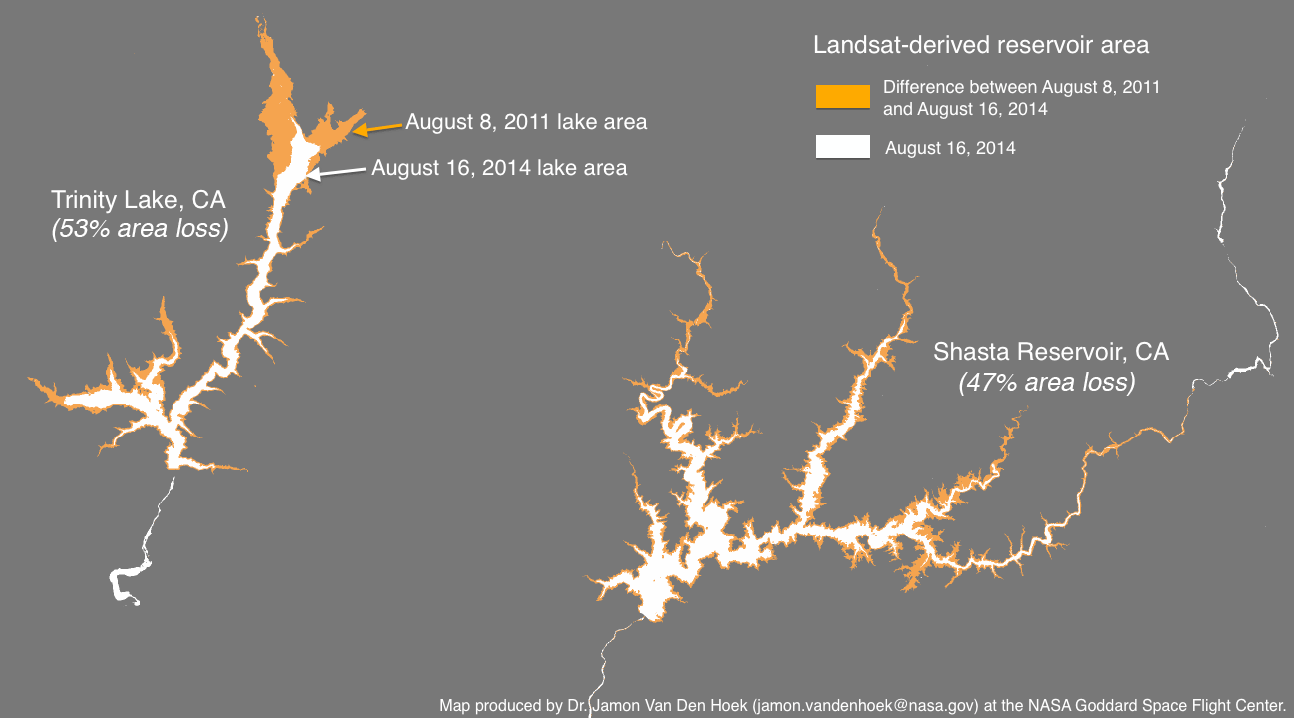 Landsat-derived reservoir area
Difference between August 8, 2011
and August 16, 2014
August 16, 2014
August 8, 2011 lake area
August 16, 2014 lake area
Trinity Lake, CA
(53% area loss)
Shasta Reservoir, CA
(47% area loss)
Map produced by Dr. Jamon Van Den Hoek (jamon.vandenhoek@nasa.gov) at the NASA Goddard Space Flight Center.